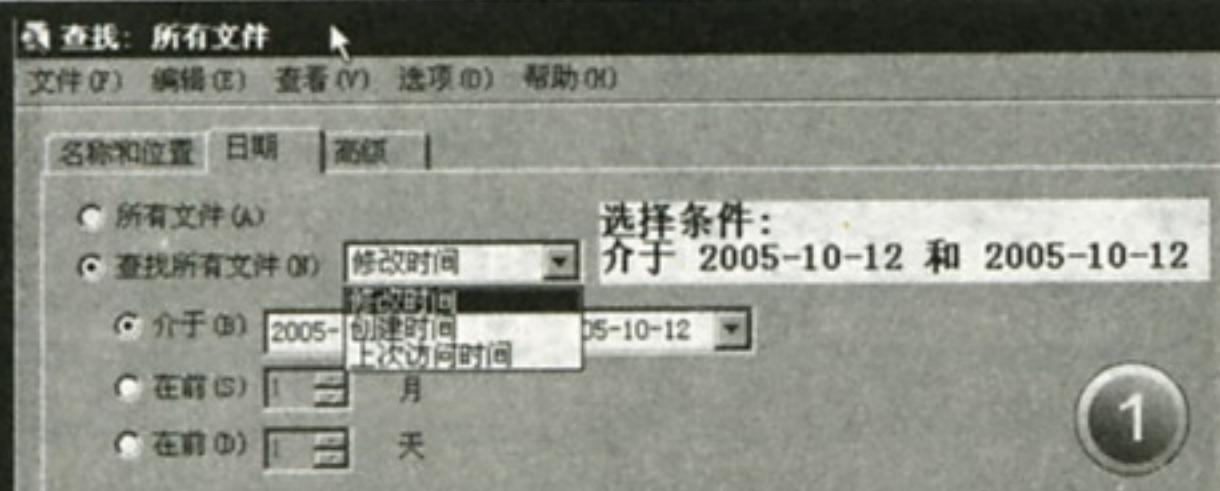 查找: 所有文件
文件(F) 编辑(E) 查看(V) 选项(O) 帮助(H)
名称和位置 日期 高级
所有文件(A)
选择条件:
介于 2005-10-12 和 2005-10-12
查找所有文件(N) 修改时间
修改时间
介于(B) 2005- 创建时间 05-10-12
上次访问时间
在前(S) 1 月
在前(D) 1 天
1